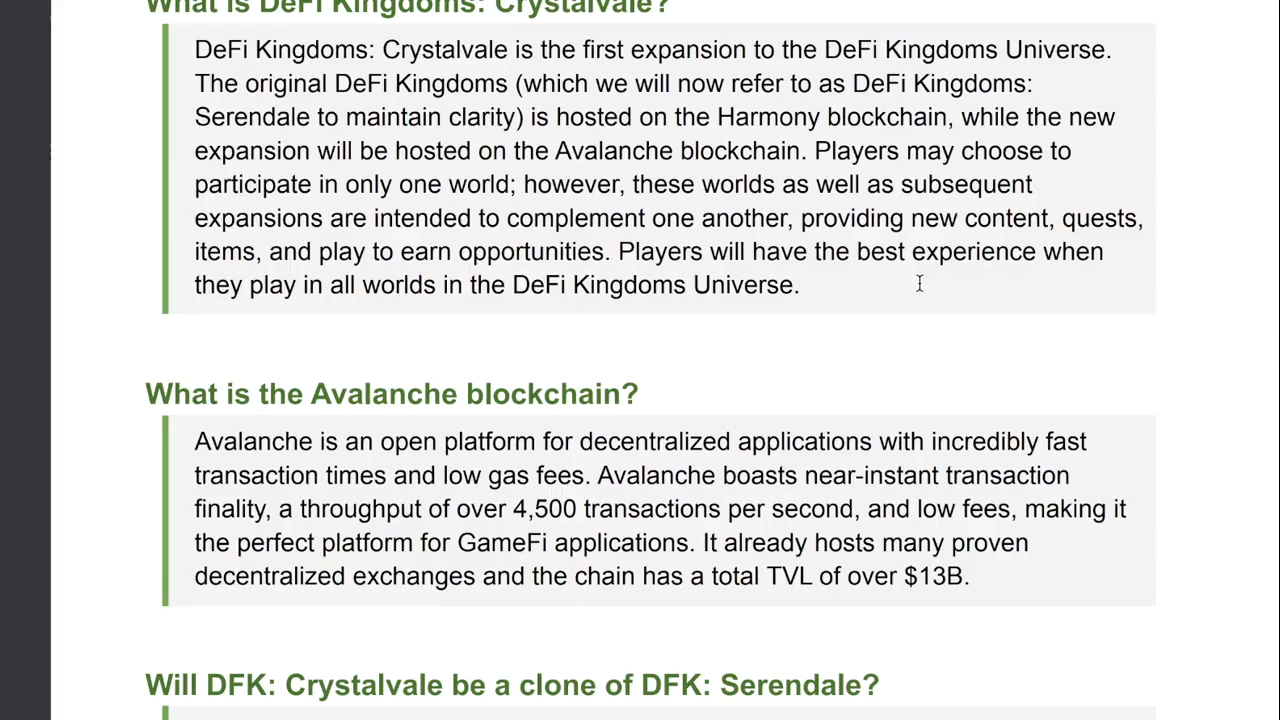 What is DeFi Kingdoms: Crystalvale?
DeFi Kingdoms: Crystalvale is the first expansion to the DeFi Kingdoms Universe.
The original DeFi Kingdoms (which we will now refer to as DeFi Kingdoms:
Serendale to maintain clarity) is hosted on the Harmony blockchain, while the new
expansion will be hosted on the Avalanche blockchain. Players may choose to
participate in only one world; however, these worlds as well as subsequent
expansions are intended to complement one another, providing new content, quests,
items, and play to earn opportunities. Players will have the best experience when
they play in all worlds in the DeFi Kingdoms Universe.
What is the Avalanche blockchain?
Avalanche is an open platform for decentralized applications with incredibly fast
transaction times and low gas fees. Avalanche boasts near-instant transaction
finality, a throughput of over 4,500 transactions per second, and low fees, making it
the perfect platform for GameFi applications. It already hosts many proven
decentralized exchanges and the chain has a total TVL of over $13B.
Will DFK: Crystalvale be a clone of DFK: Serendale?